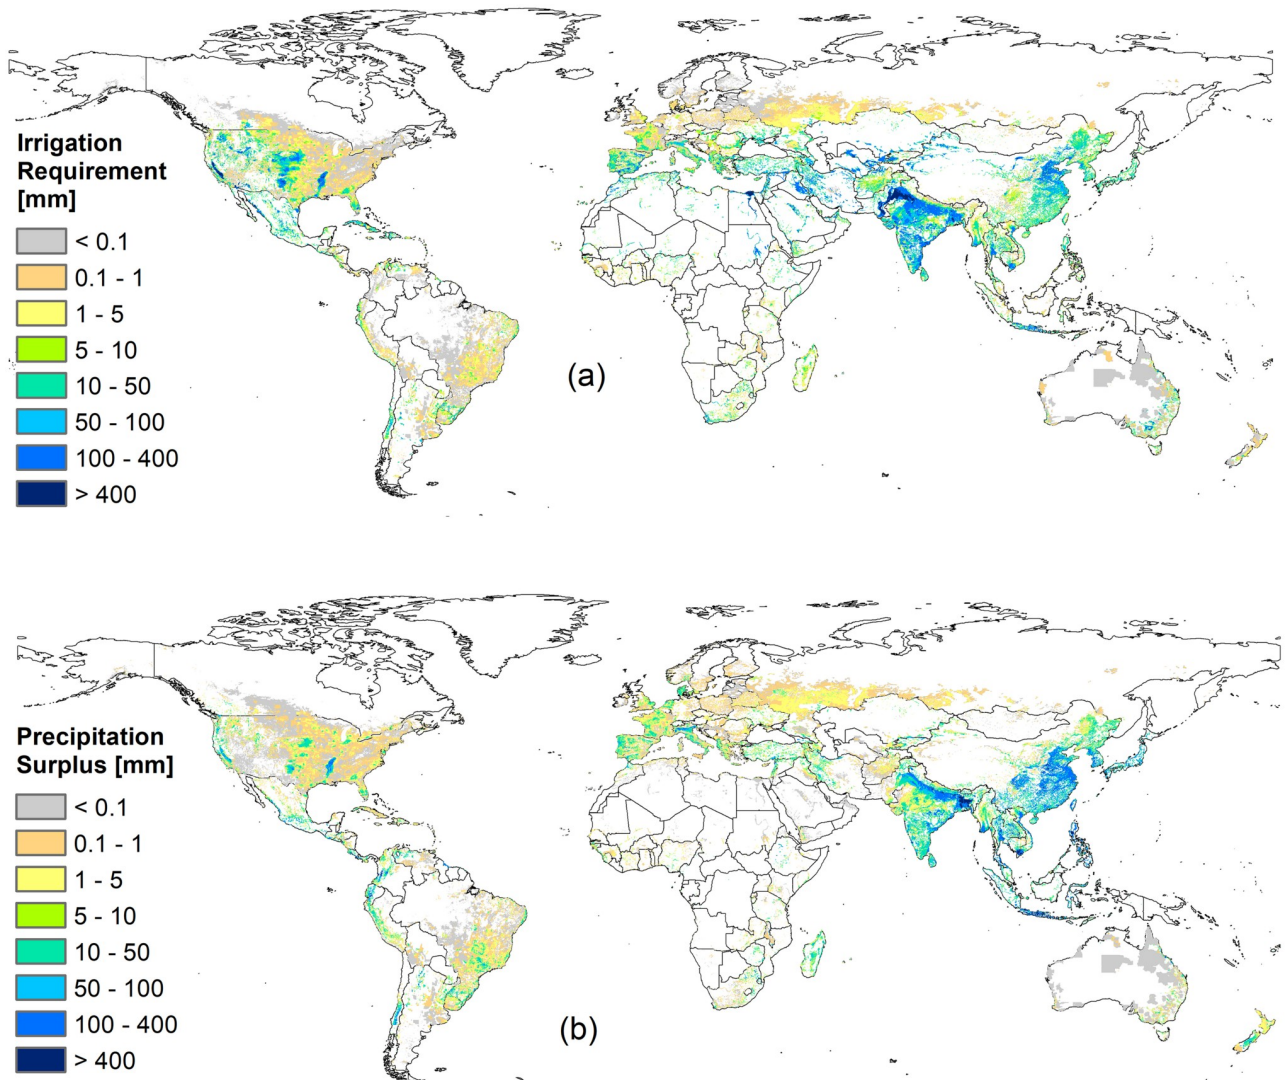 Irrigation
Requirement
[mm]
< 0.1
0.1 - 1
1 - 5
5 - 10
10 - 50
50 - 100
100 - 400
> 400
(a)
Precipitation
Surplus [mm]
< 0.1
0.1 - 1
1 - 5
5 - 10
10 - 50
50 - 100
100 - 400
> 400
(b)